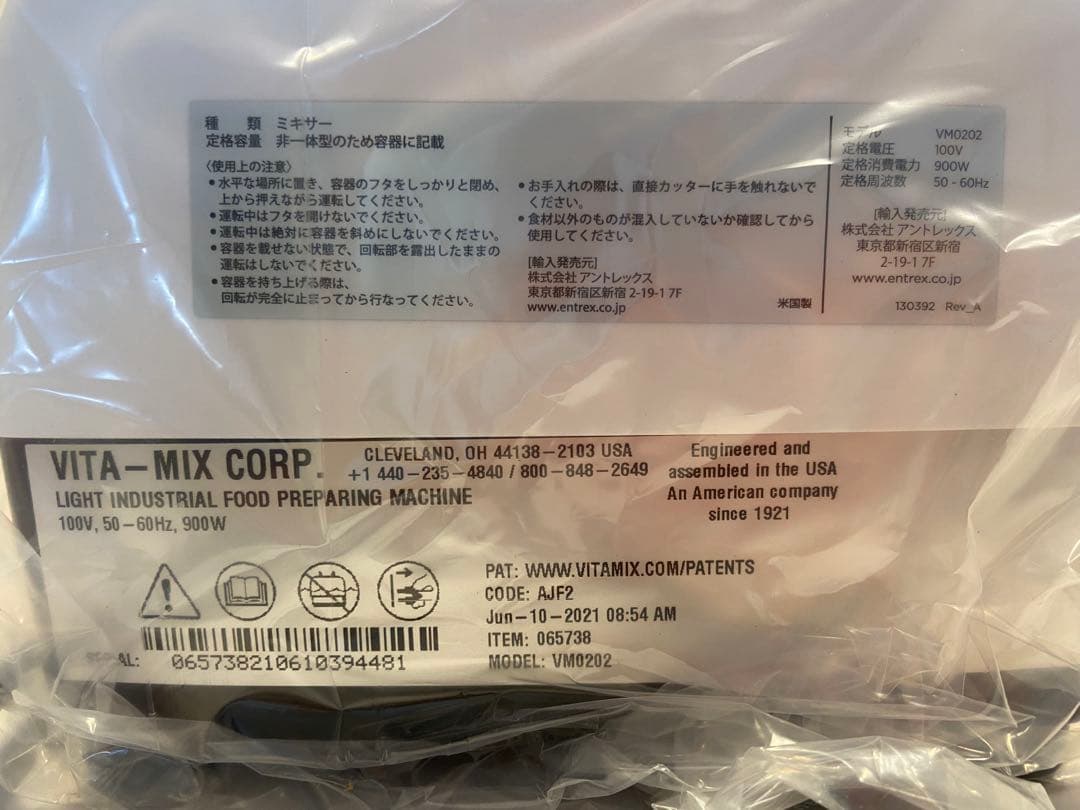 種 類 ミキサー
定格容量 非一体型のため容器に記載
〈使用上の注意〉
●水平な場所に置き、容器のフタをしっかりと閉め、
上から押えながら運転してください。
●運転中はフタを開けないでください。
●運転中は絶対に容器を斜めにしないでください。
●容器を載せない状態で、回転部を露出したままの
運転はしないでください。
●容器を持ち上げる際は、
回転が完全に止まってから行なってください。
●お手入れの際は、直接カッターに手を触れないで
ください。
●食材以外のものが混入していないか確認してから
使用してください。
[輸入発売元]
株式会社 アントレックス
東京都新宿区新宿 2-19-1 7F
www.entrex.co.jp
米国製
モデル VM0202
定格電圧 100V
定格消費電力 900W
定格周波数 50 - 60Hz
[輸入発売元]
株式会社 アントレックス
東京都新宿区新宿
2-19-1 7F
www.entrex.co.jp
130392 Rev_A
VITA-MIX CORP.
CLEVELAND, OH 44138-2103 USA
+1 440-235-4840 / 800-848-2649
LIGHT INDUSTRIAL FOOD PREPARING MACHINE
100V, 50-60Hz, 900W
Engineered and
assembled in the USA
An American company
since 1921
PAT: WWW.VITAMIX.COM/PATENTS
CODE: AJF2
Jun-10-2021 08:54 AM
ITEM: 065738
MODEL: VM0202
SERIAL: 065738210610394481